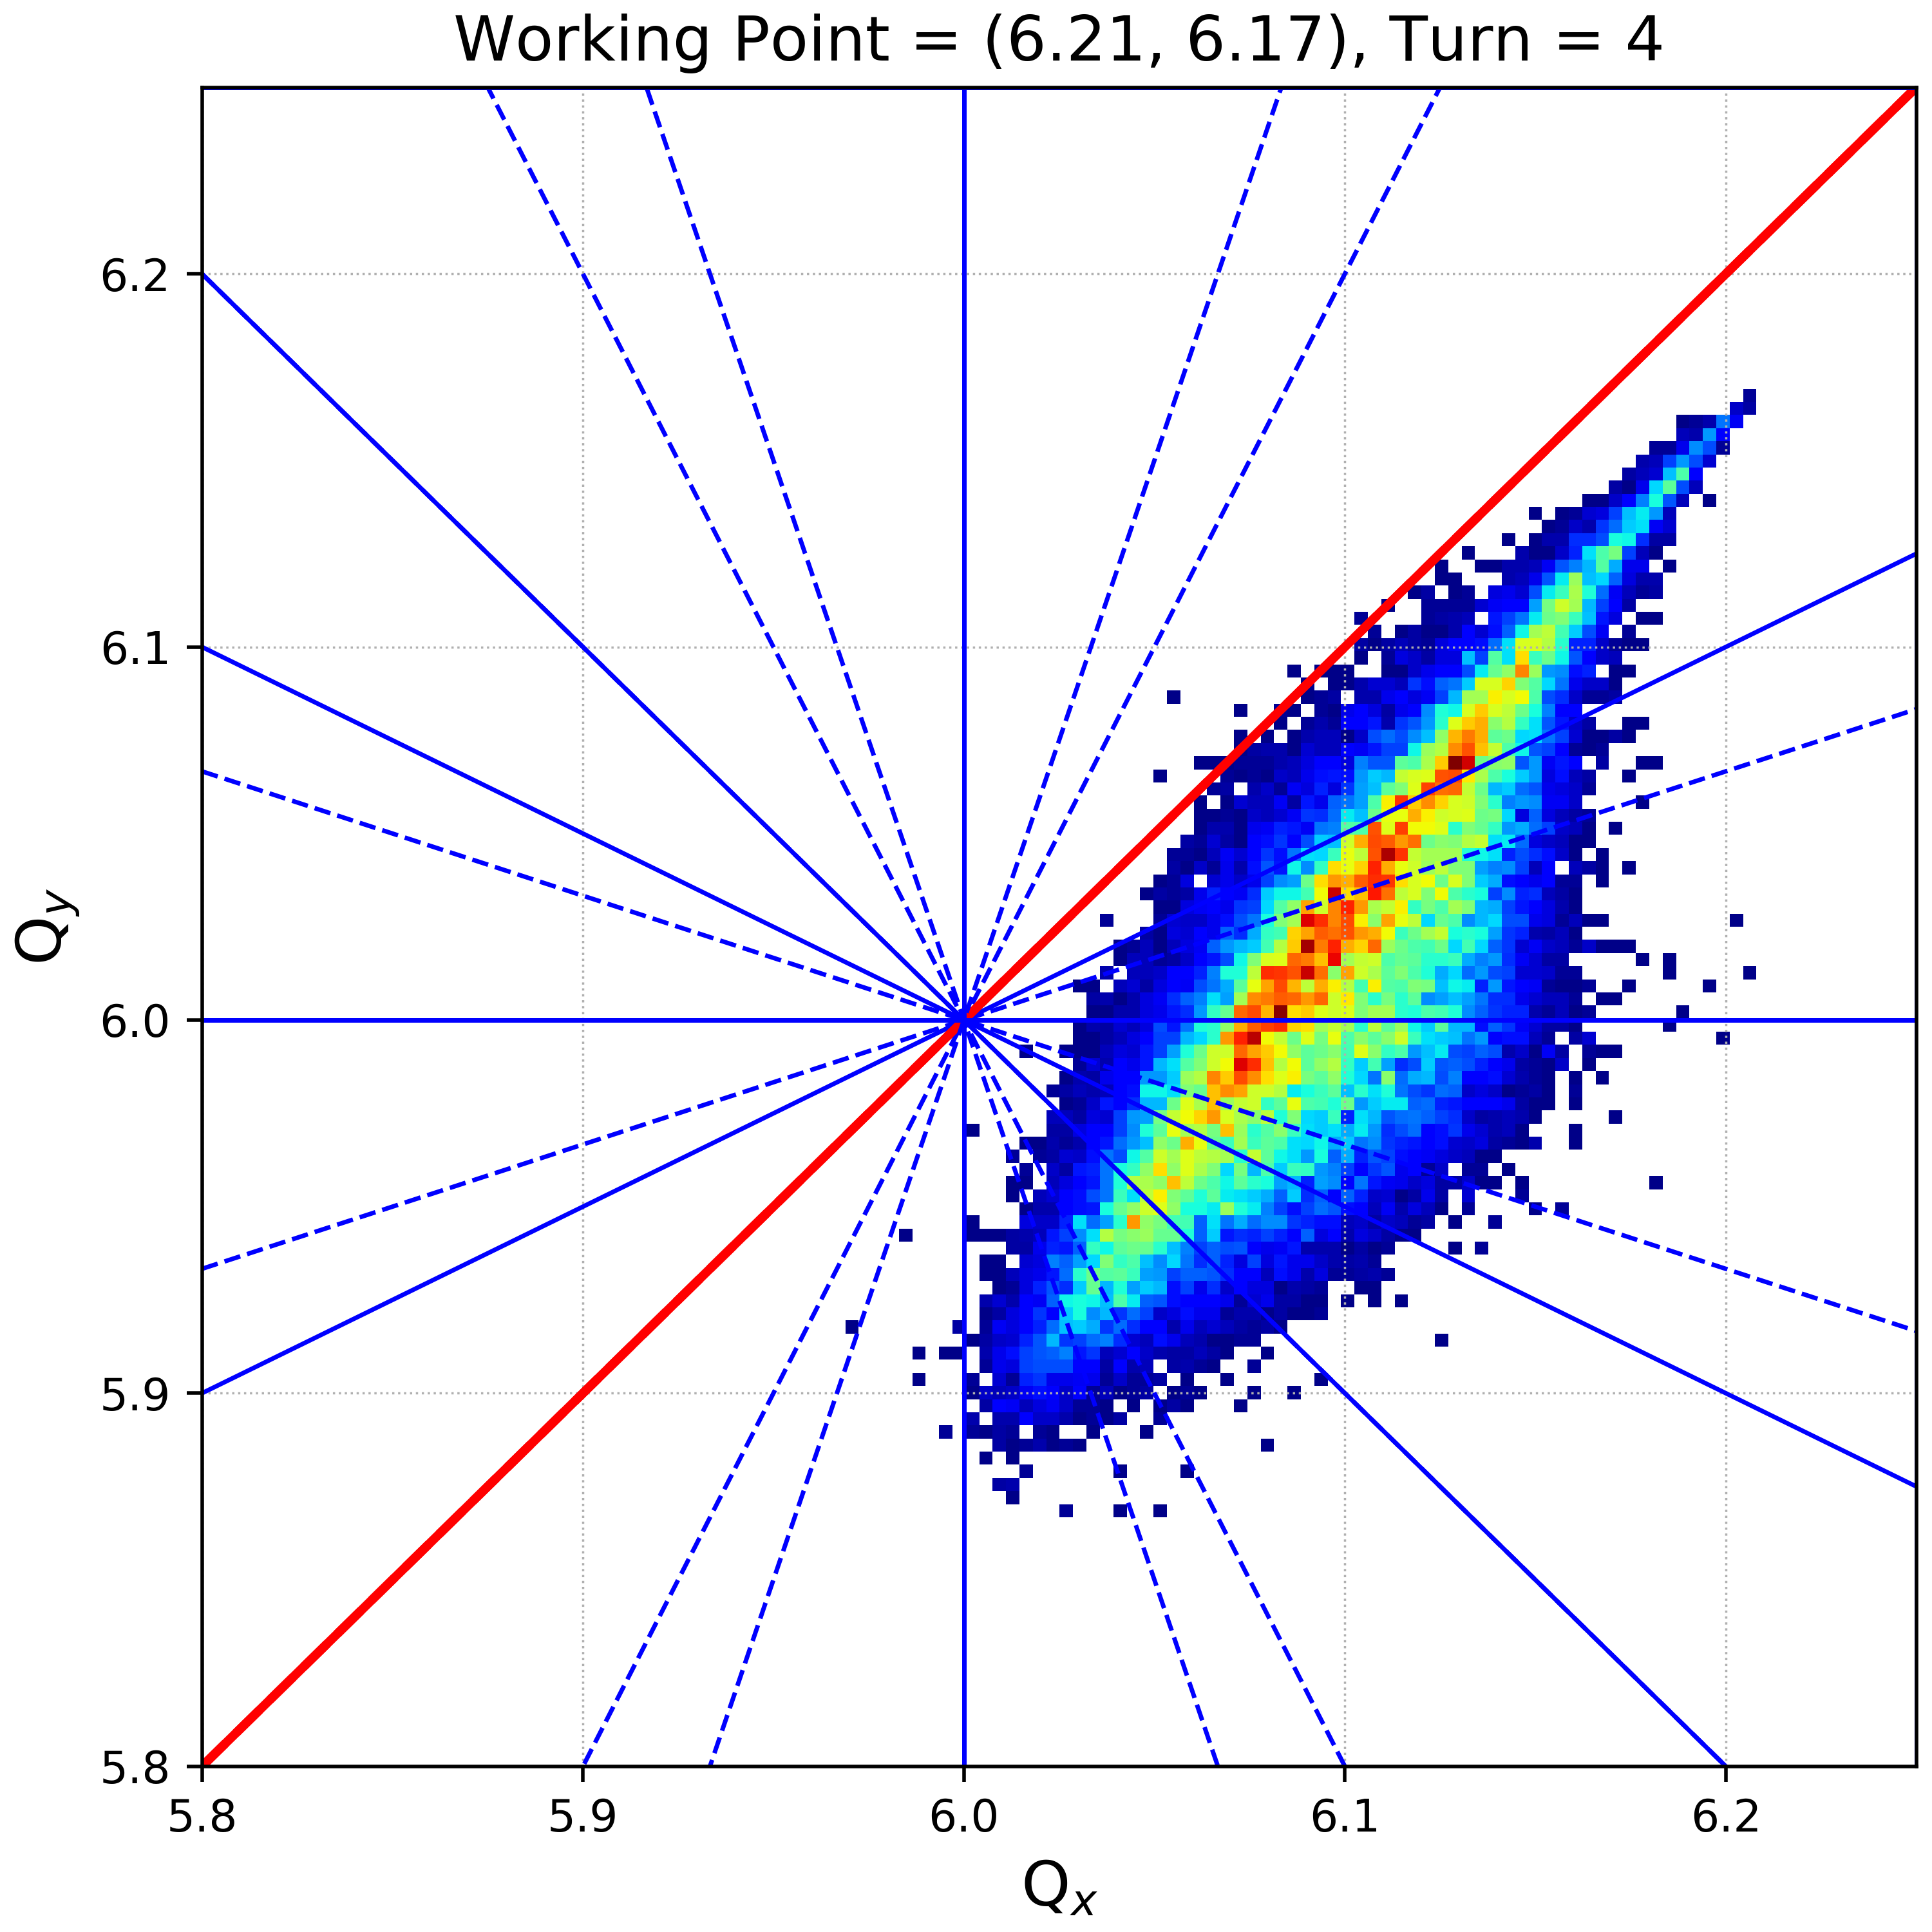 Working Point = (6.21, 6.17), Turn = 4
6.2
6.1
6.0
5.9
5.8
Qy
5.8 5.9 6.0 6.1 6.2
Qx